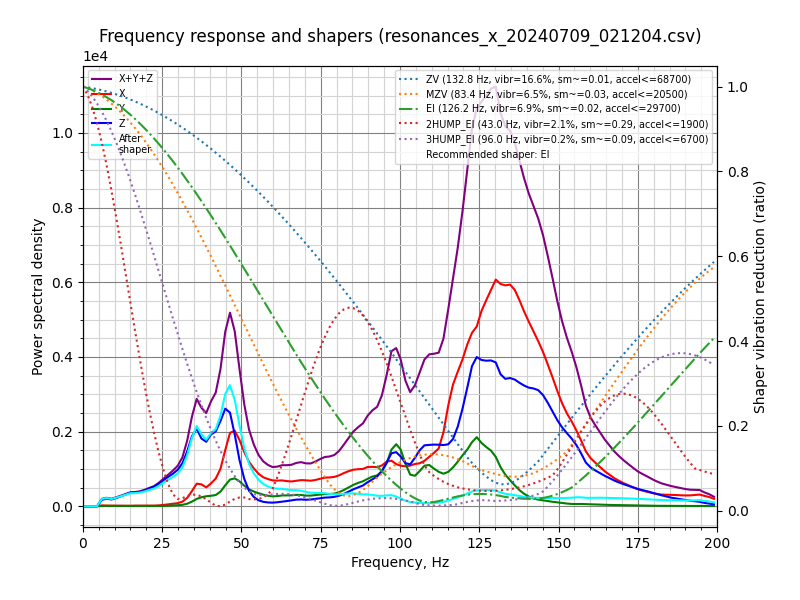 Frequency response and shapers (resonances_x_20240709_021204.csv)
1e4
X+Y+Z
X
Y
Z
After
shaper
ZV (132.8 Hz, vibr=16.6%, sm~=0.01, accel<=68700)
MZV (83.4 Hz, vibr=6.5%, sm~=0.03, accel<=20500)
EI (126.2 Hz, vibr=6.9%, sm~=0.02, accel<=29700)
2HUMP_EI (43.0 Hz, vibr=2.1%, sm~=0.29, accel<=1900)
3HUMP_EI (96.0 Hz, vibr=0.2%, sm~=0.09, accel<=6700)
Recommended shaper: EI
Power spectral density
1.0
0.8
0.6
0.4
0.2
0.0
1.0
0.8
0.6
0.4
0.2
0.0
Shaper vibration reduction (ratio)
0 25 50 75 100 125 150 175 200
Frequency, Hz